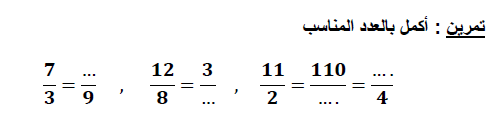 تمرين : أكمل بالعدد المناسب
7/3 = .../9 , 12/8 = 3/... , 11/2 = 110/.... = ..../4